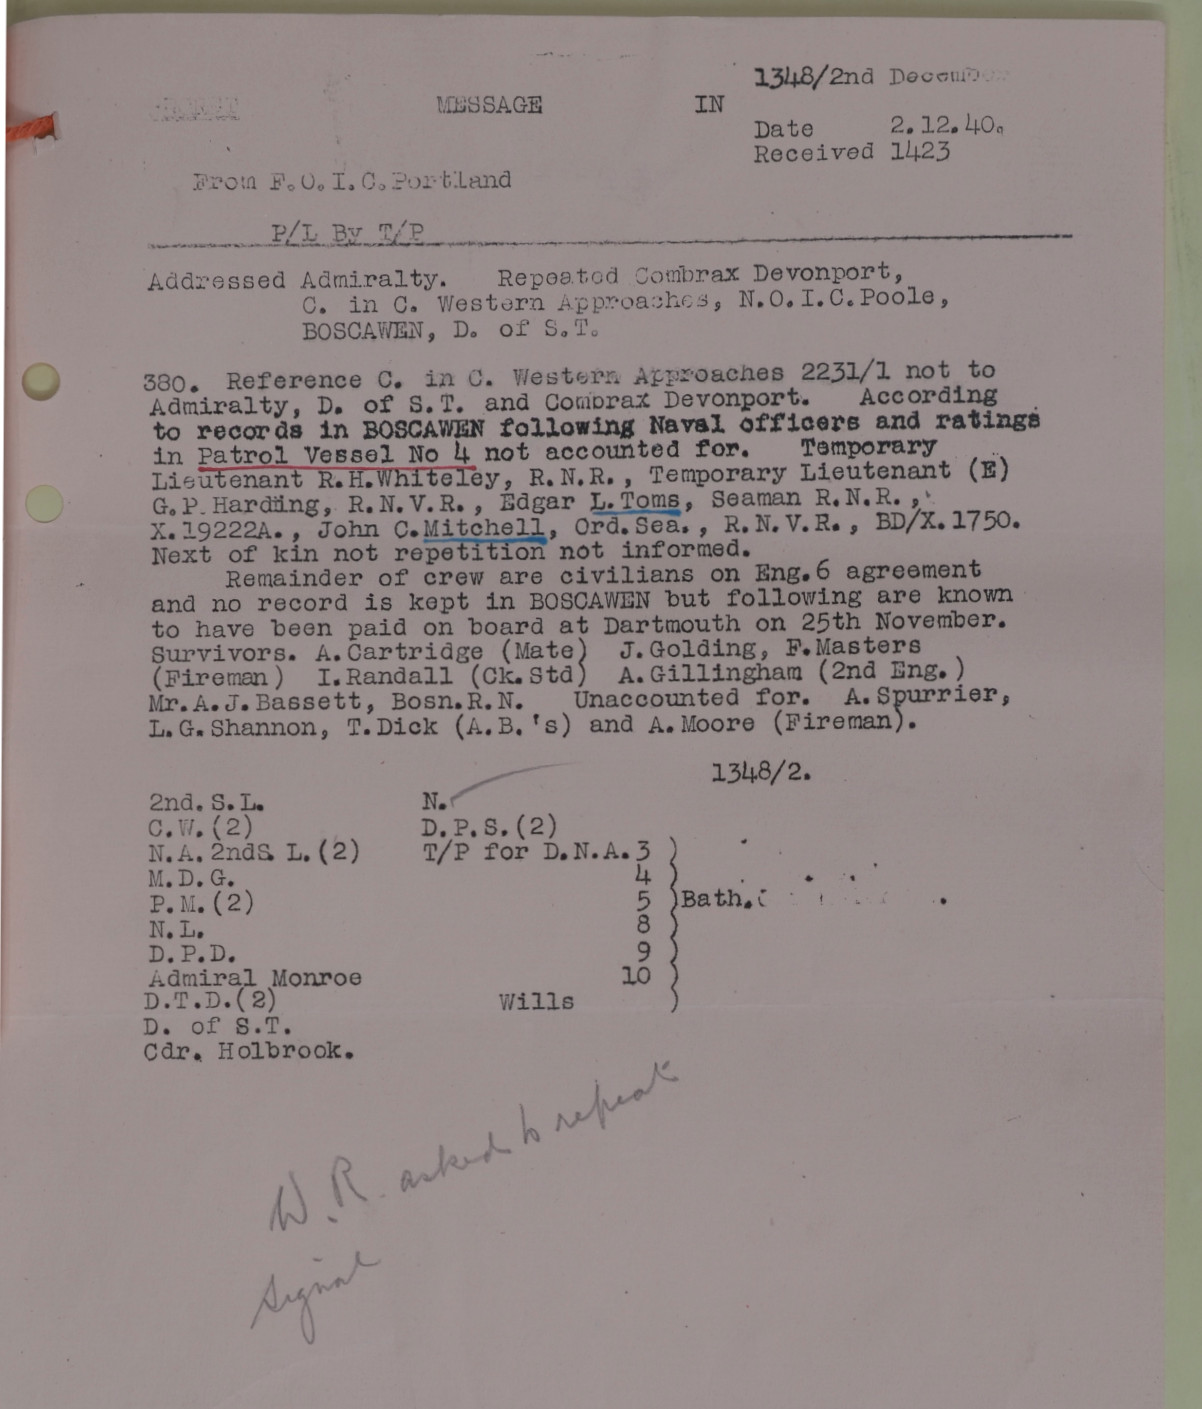 1348/2nd December
MESSAGE IN
Date 2.12.40.
Received 1423
From F.O.I.C.Portland
P/L By T/P
Addressed Admiralty. Repeated Combrax Devonport,
C. in C. Western Approaches, N.O.I.C.Poole,
BOSCAWEN, D. of S.T.
380. Reference C. in C. Western Approaches 2231/1 not to
Admiralty, D. of S.T. and Combrax Devonport. According
to records in BOSCAWEN following Naval officers and ratings
in Patrol Vessel No 4 not accounted for. Temporary
Lieutenant R.H.Whiteley, R.N.R., Temporary Lieutenant (E)
G.P.Harding, R.N.V.R., Edgar L.Toms, Seaman R.N.R.,
X.19222A., John C.Mitchell, Ord.Sea., R.N.V.R., BD/X.1750.
Next of kin not repetition not informed.
Remainder of crew are civilians on Eng.6 agreement
and no record is kept in BOSCAWEN but following are known
to have been paid on board at Dartmouth on 25th November.
Survivors. A.Cartridge (Mate) J.Golding, F.Masters
(Fireman) I.Randall (Ck.Std) A.Gillingham (2nd Eng.)
Mr.A.J.Bassett, Bosn.R.N. Unaccounted for. A.Spurrier,
L.G.Shannon, T.Dick (A.B.'s) and A.Moore (Fireman).
1348/2.
2nd. S.L. N.
C.W.(2) D.P.S.(2)
N.A.2ndS. L.(2) T/P for D.N.A.3 )
M.D.G. 4 )
P.M.(2) 5 )Bath.
N.L. 8 )
D.P.D. 9 )
Admiral Monroe 10 )
D.T.D.(2) Wills )
D. of S.T.
Cdr. Holbrook.
W.R. asked to repeat
signal